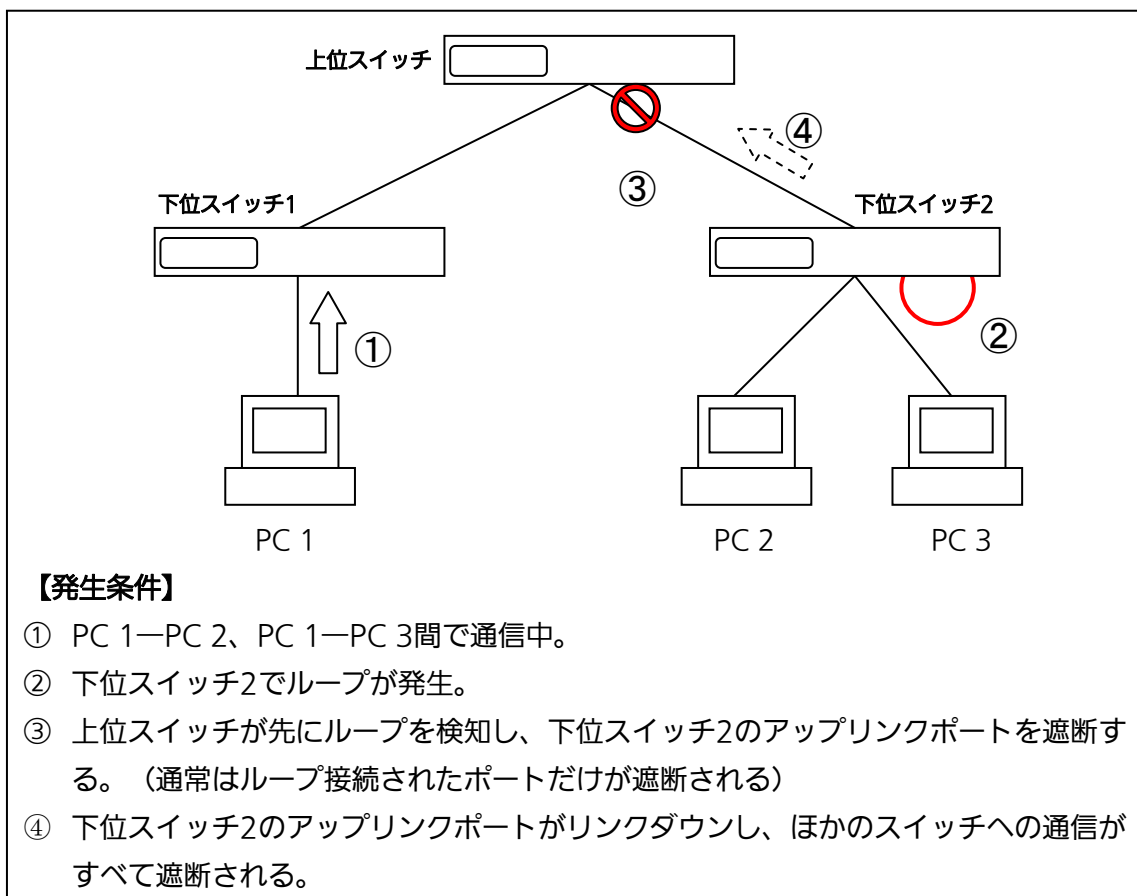 上位スイッチ
④
③
下位スイッチ1
下位スイッチ2
①
②
PC 1
PC 2
PC 3
【発生条件】
① PC 1―PC 2、PC 1―PC 3間で通信中。
② 下位スイッチ2でループが発生。
③ 上位スイッチが先にループを検知し、下位スイッチ2のアップリンクポートを遮断す
る。（通常はループ接続されたポートだけが遮断される）
④ 下位スイッチ2のアップリンクポートがリンクダウンし、ほかのスイッチへの通信が
すべて遮断される。